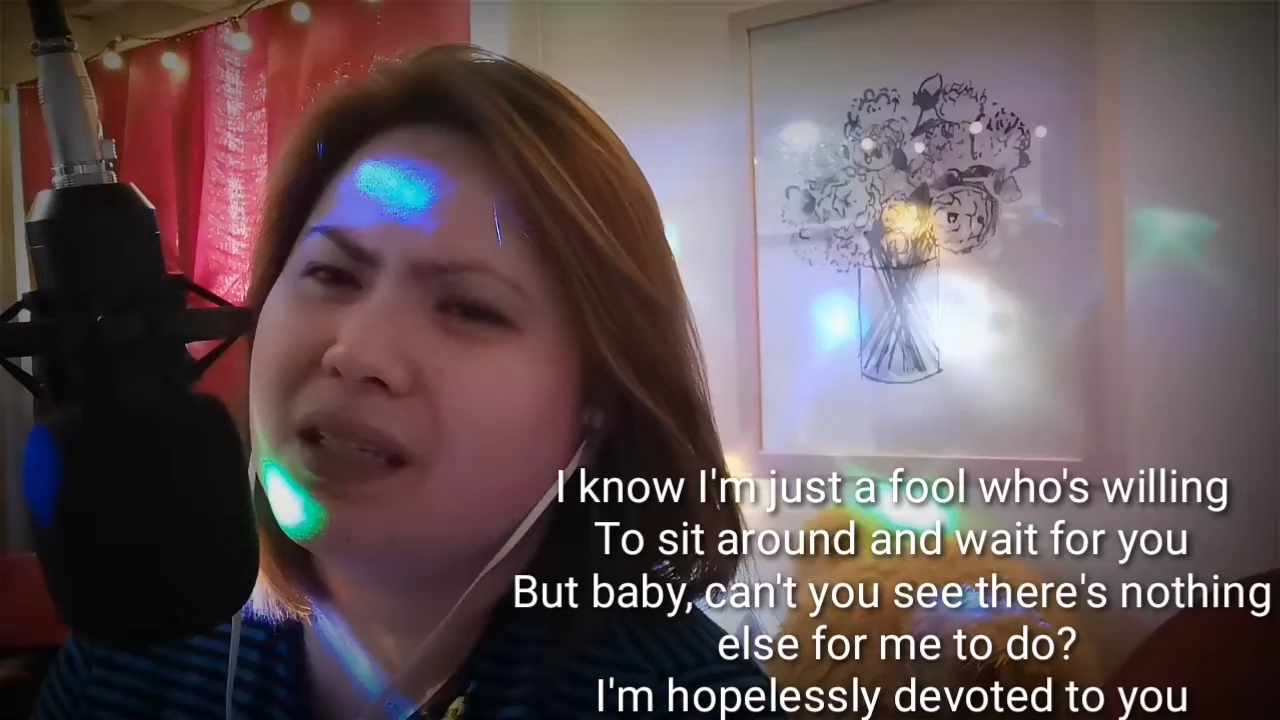 I know I'm just a fool who's willing
To sit around and wait for you
But baby, can't you see there's nothing
else for me to do?
I'm hopelessly devoted to you